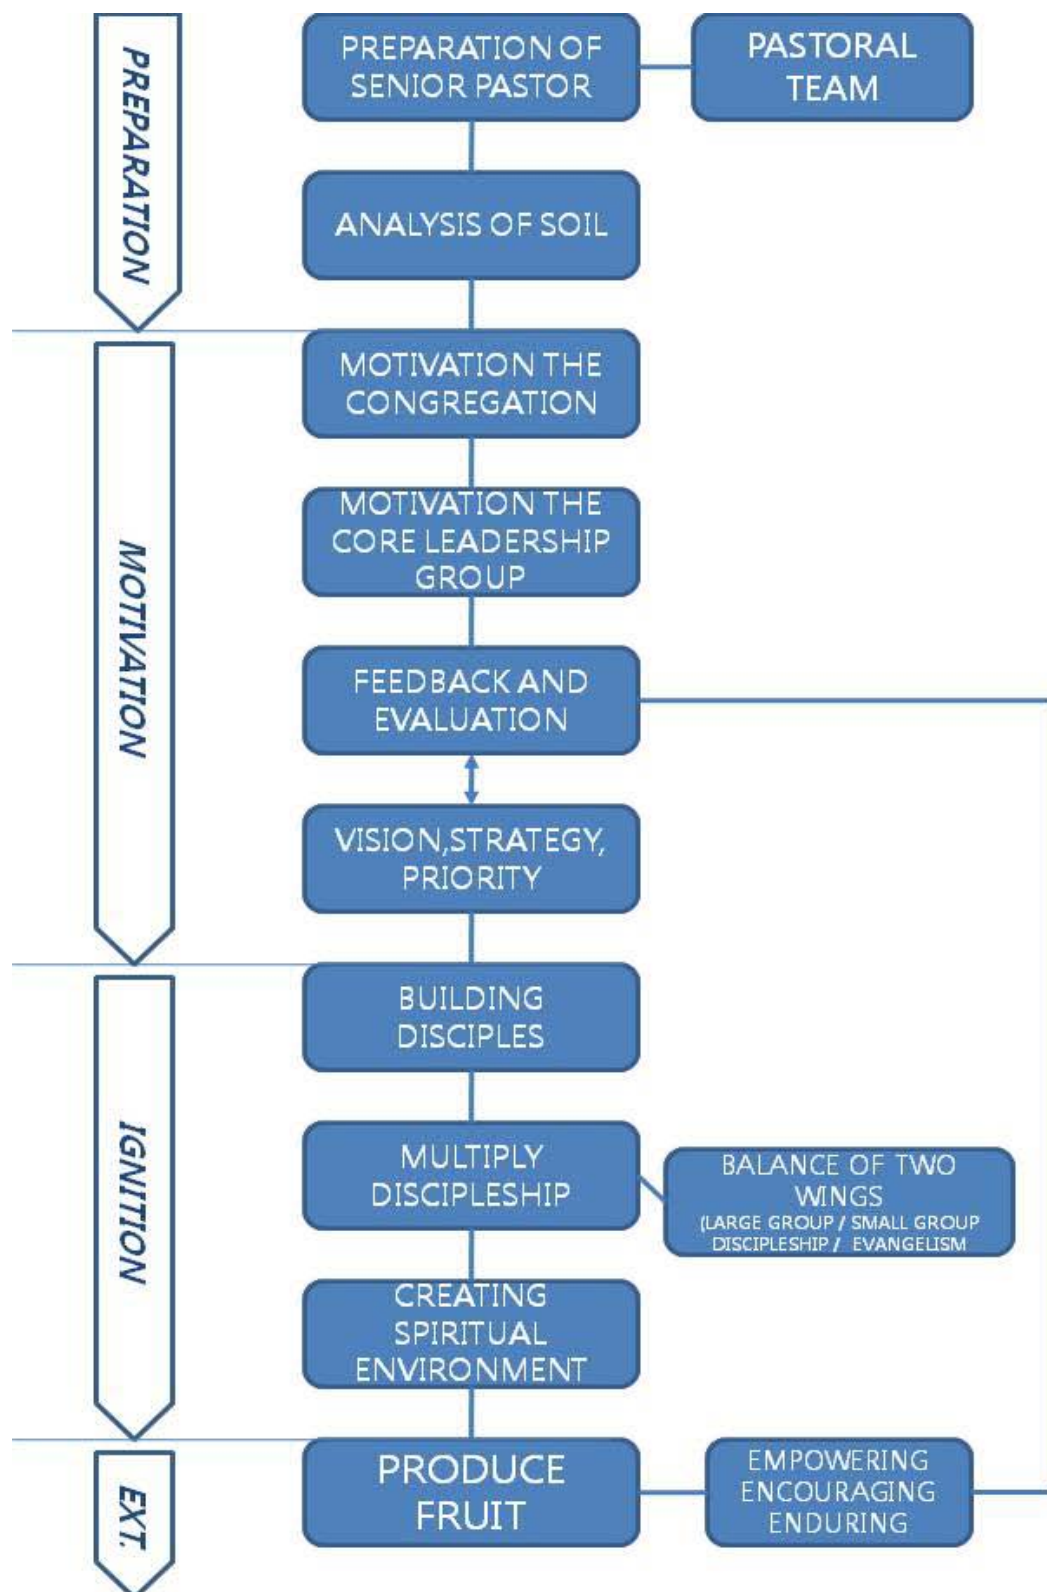 PREPARATION
PREPARATION OF
SENIOR PASTOR
PASTORAL
TEAM
ANALYSIS OF SOIL
MOTIVATION
MOTIVATION THE
CONGREGATION
MOTIVATION THE
CORE LEADERSHIP
GROUP
FEEDBACK AND
EVALUATION
VISION,STRATEGY,
PRIORITY
IGNITION
BUILDING
DISCIPLES
MULTIPLY
DISCIPLESHIP
BALANCE OF TWO
WINGS
(LARGE GROUP / SMALL GROUP
DISCIPLESHIP / EVANGELISM
CREATING
SPIRITUAL
ENVIRONMENT
EXT.
PRODUCE
FRUIT
EMPOWERING
ENCOURAGING
ENDURING